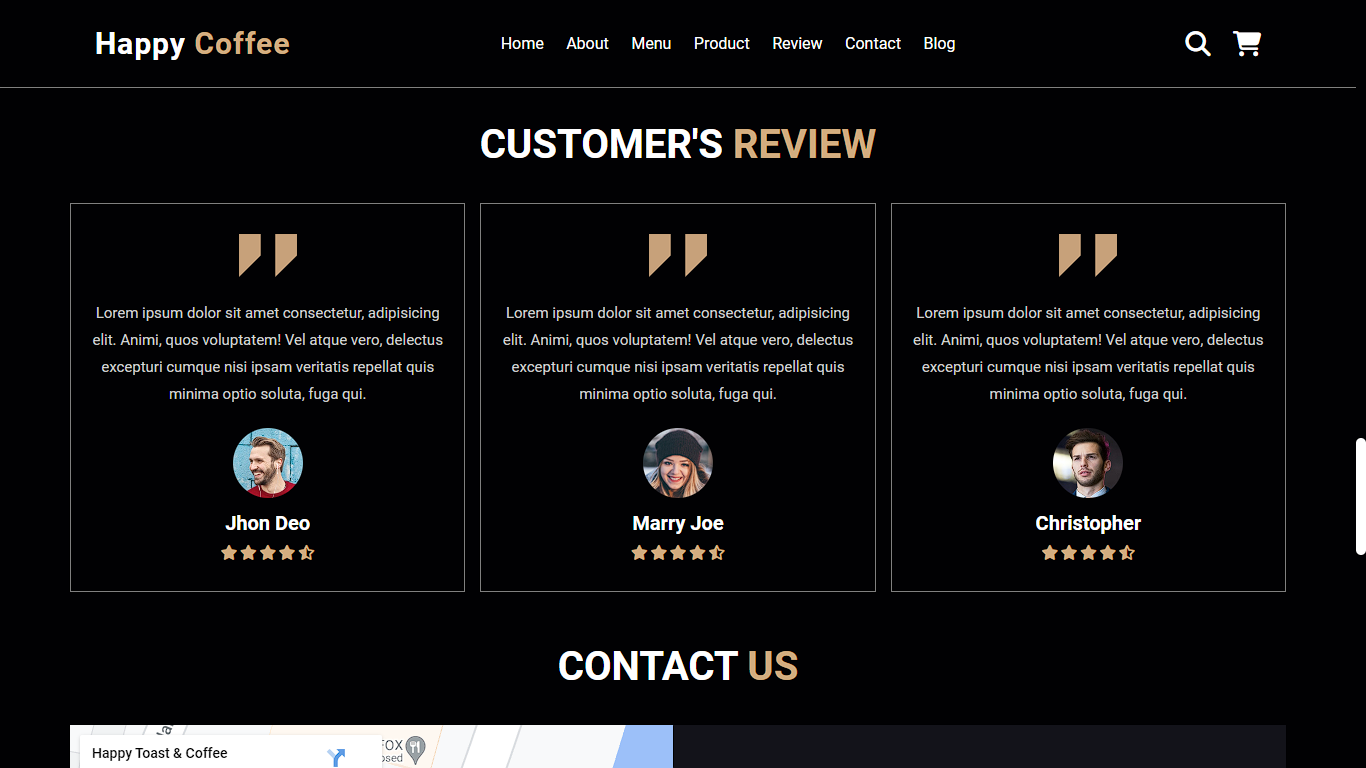 Happy Coffee
Home About Menu Product Review Contact Blog
CUSTOMER'S REVIEW
Lorem ipsum dolor sit amet consectetur, adipisicing
elit. Animi, quos voluptatem! Vel atque vero, delectus
excepturi cumque nisi ipsam veritatis repellat quis
minima optio soluta, fuga qui.
Jhon Deo
Lorem ipsum dolor sit amet consectetur, adipisicing
elit. Animi, quos voluptatem! Vel atque vero, delectus
excepturi cumque nisi ipsam veritatis repellat quis
minima optio soluta, fuga qui.
Marry Joe
Lorem ipsum dolor sit amet consectetur, adipisicing
elit. Animi, quos voluptatem! Vel atque vero, delectus
excepturi cumque nisi ipsam veritatis repellat quis
minima optio soluta, fuga qui.
Christopher
CONTACT US
Happy Toast & Coffee